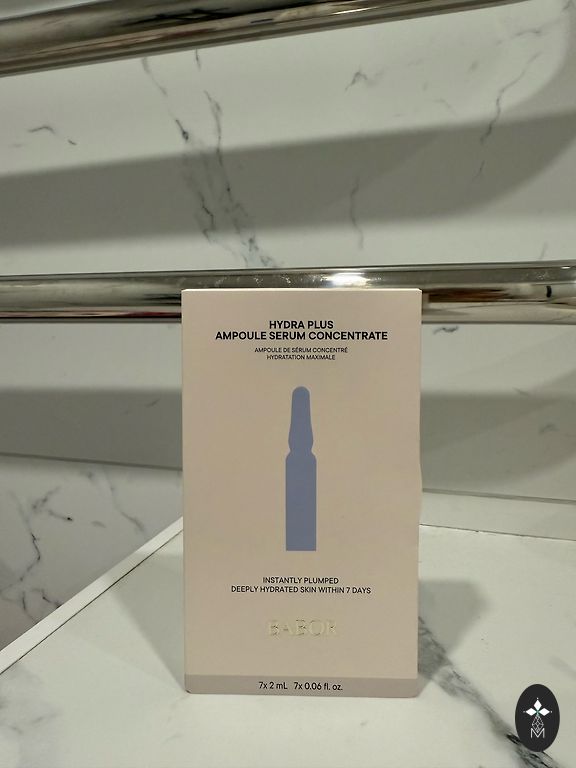 HYDRA PLUS
AMPOULE SERUM CONCENTRATE
AMPOULE DE SÉRUM CONCENTRÉ
HYDRATATION MAXIMALE
INSTANTLY PLUMPED
DEEPLY HYDRATED SKIN WITHIN 7 DAYS
BABOR
7x 2 mL 7x 0.06 fl. oz.
M